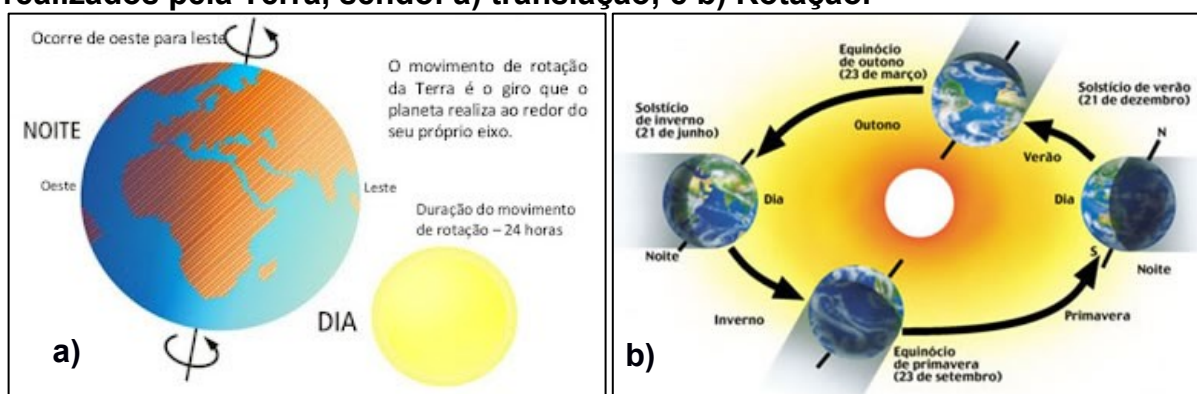 realizados pela Terra, sendo: a) translação; e b) Rotação.
Ocorre de oeste para leste
O movimento de rotação
da Terra é o giro que o
planeta realiza ao redor do
seu próprio eixo.
NOITE
Oeste
Leste
Duração do movimento
de rotação – 24 horas
DIA
a)
Equinócio
de outono
(23 de março)
Solstício de verão
(21 de dezembro)
Solstício
de inverno
(21 de junho)
Outono
Verão
N
Dia
Dia
Noite
S
Noite
Inverno
Primavera
Equinócio
de primavera
(23 de setembro)
b)